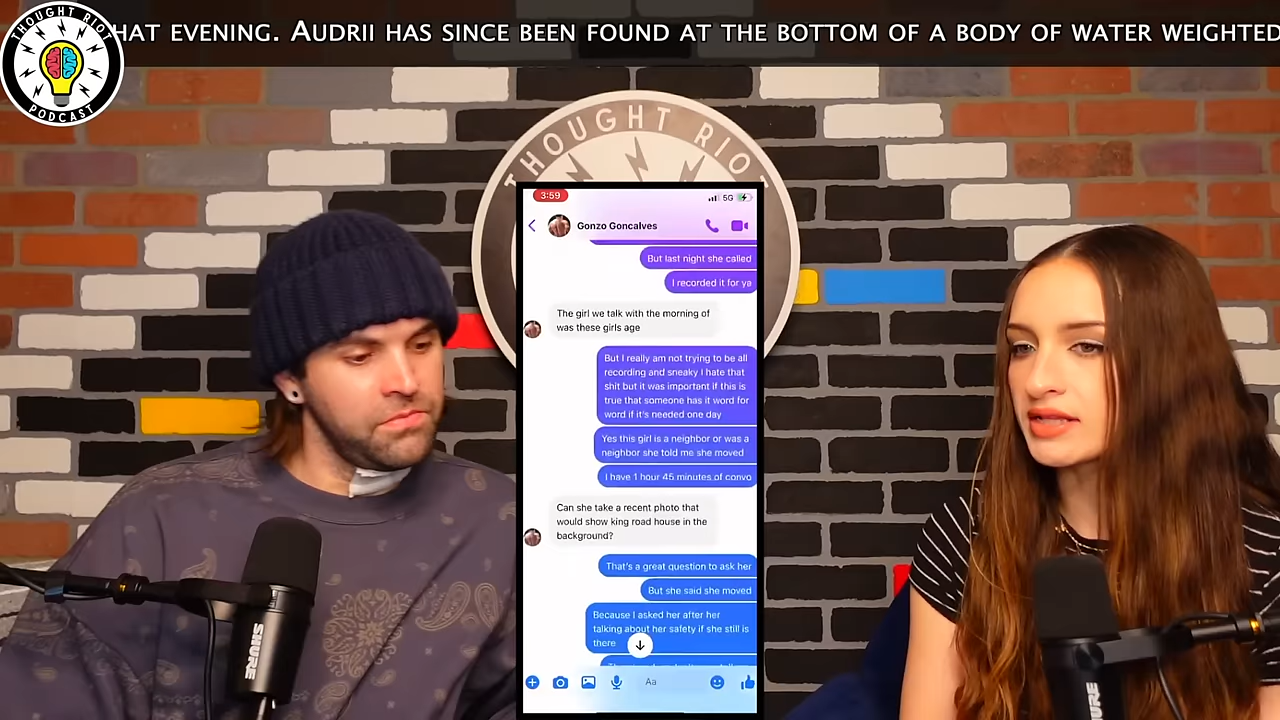 HAT EVENING. AUDRII HAS SINCE BEEN FOUND AT THE BOTTOM OF A BODY OF WATER WEIGHTED
THOUGHT RIOT
PODCAST
THOUGHT RIOT
3:59
5G
Gonzo Goncalves
But last night she called
I recorded it for ya
The girl we talk with the morning of
was these girls age
But I really am not trying to be all
recording and sneaky I hate that
shit but it was important if this is
true that someone has it word for
word if it's needed one day
Yes this girl is a neighbor or was a
neighbor she told me she moved
I have 1 hour 45 minutes of convo
Can she take a recent photo that
would show king road house in the
background?
That's a great question to ask her
But she said she moved
Because I asked her after her
talking about her safety if she still is
there
Aa
SHURE
URE